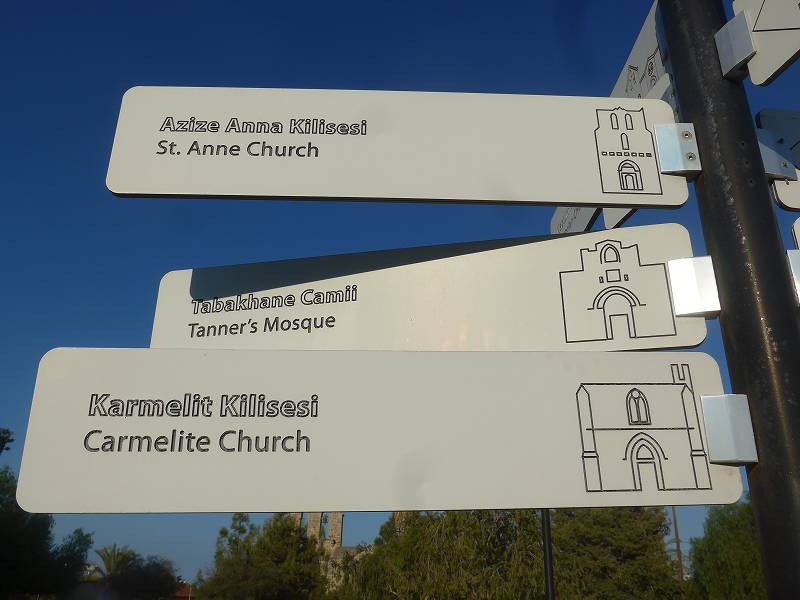 Azize Anna Kilisesi
St. Anne Church
Tabakhane Camii
Tanner's Mosque
Karmelit Kilisesi
Carmelite Church